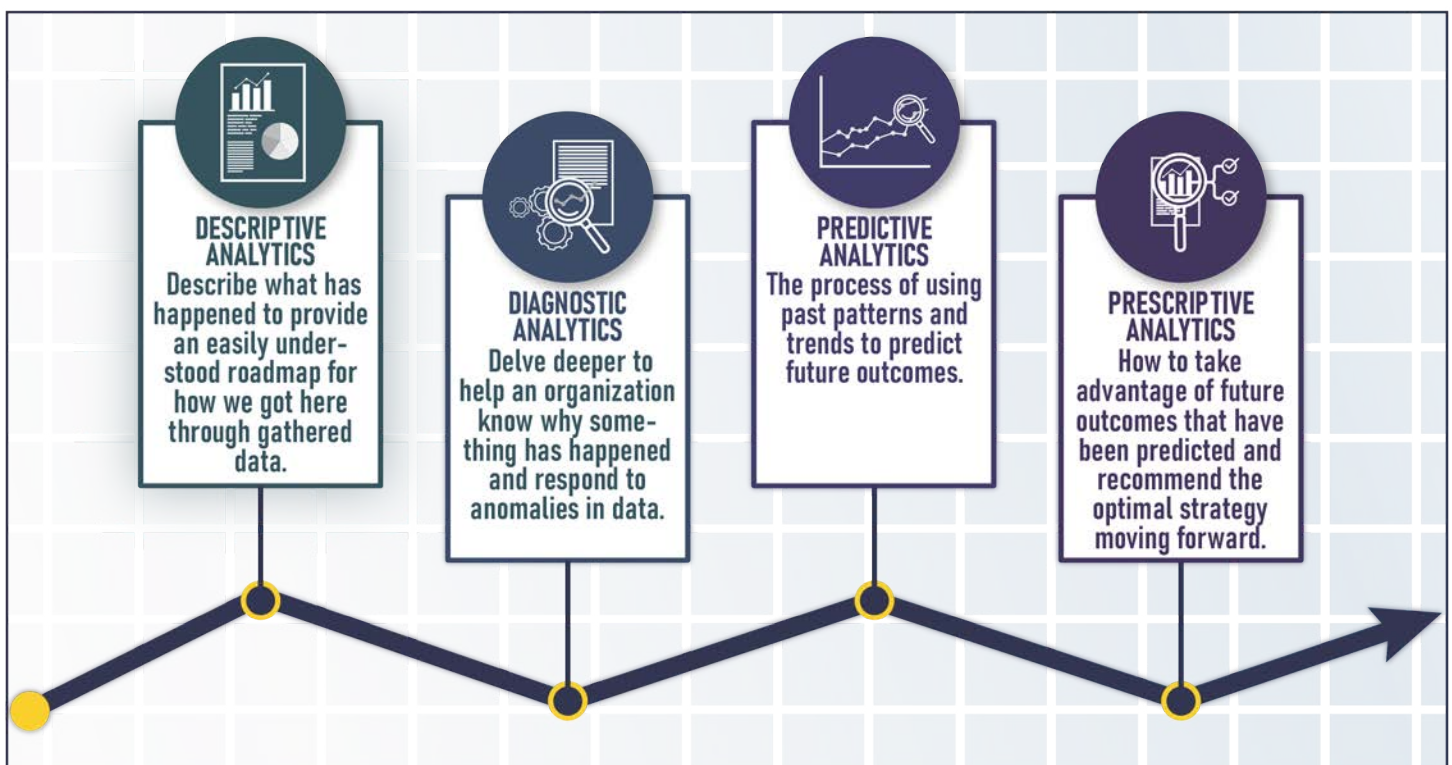 DESCRIPTIVE
ANALYTICS
Describe what has
happened to provide
an easily under-
stood roadmap for
how we got here
through gathered
data.
DIAGNOSTIC
ANALYTICS
Delve deeper to
help an organization
know why some-
thing has happened
and respond to
anomalies in data.
PREDICTIVE
ANALYTICS
The process of using
past patterns and
trends to predict
future outcomes.
PRESCRIPTIVE
ANALYTICS
How to take
advantage of future
outcomes that have
been predicted and
recommend the
optimal strategy
moving forward.